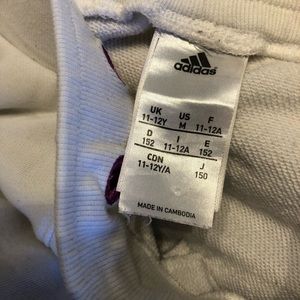 adidas
UK US F
11-12Y M 11-12A
D I E
152 11-12A 152
CDN J
11-12Y/A 150
MADE IN CAMBODIA